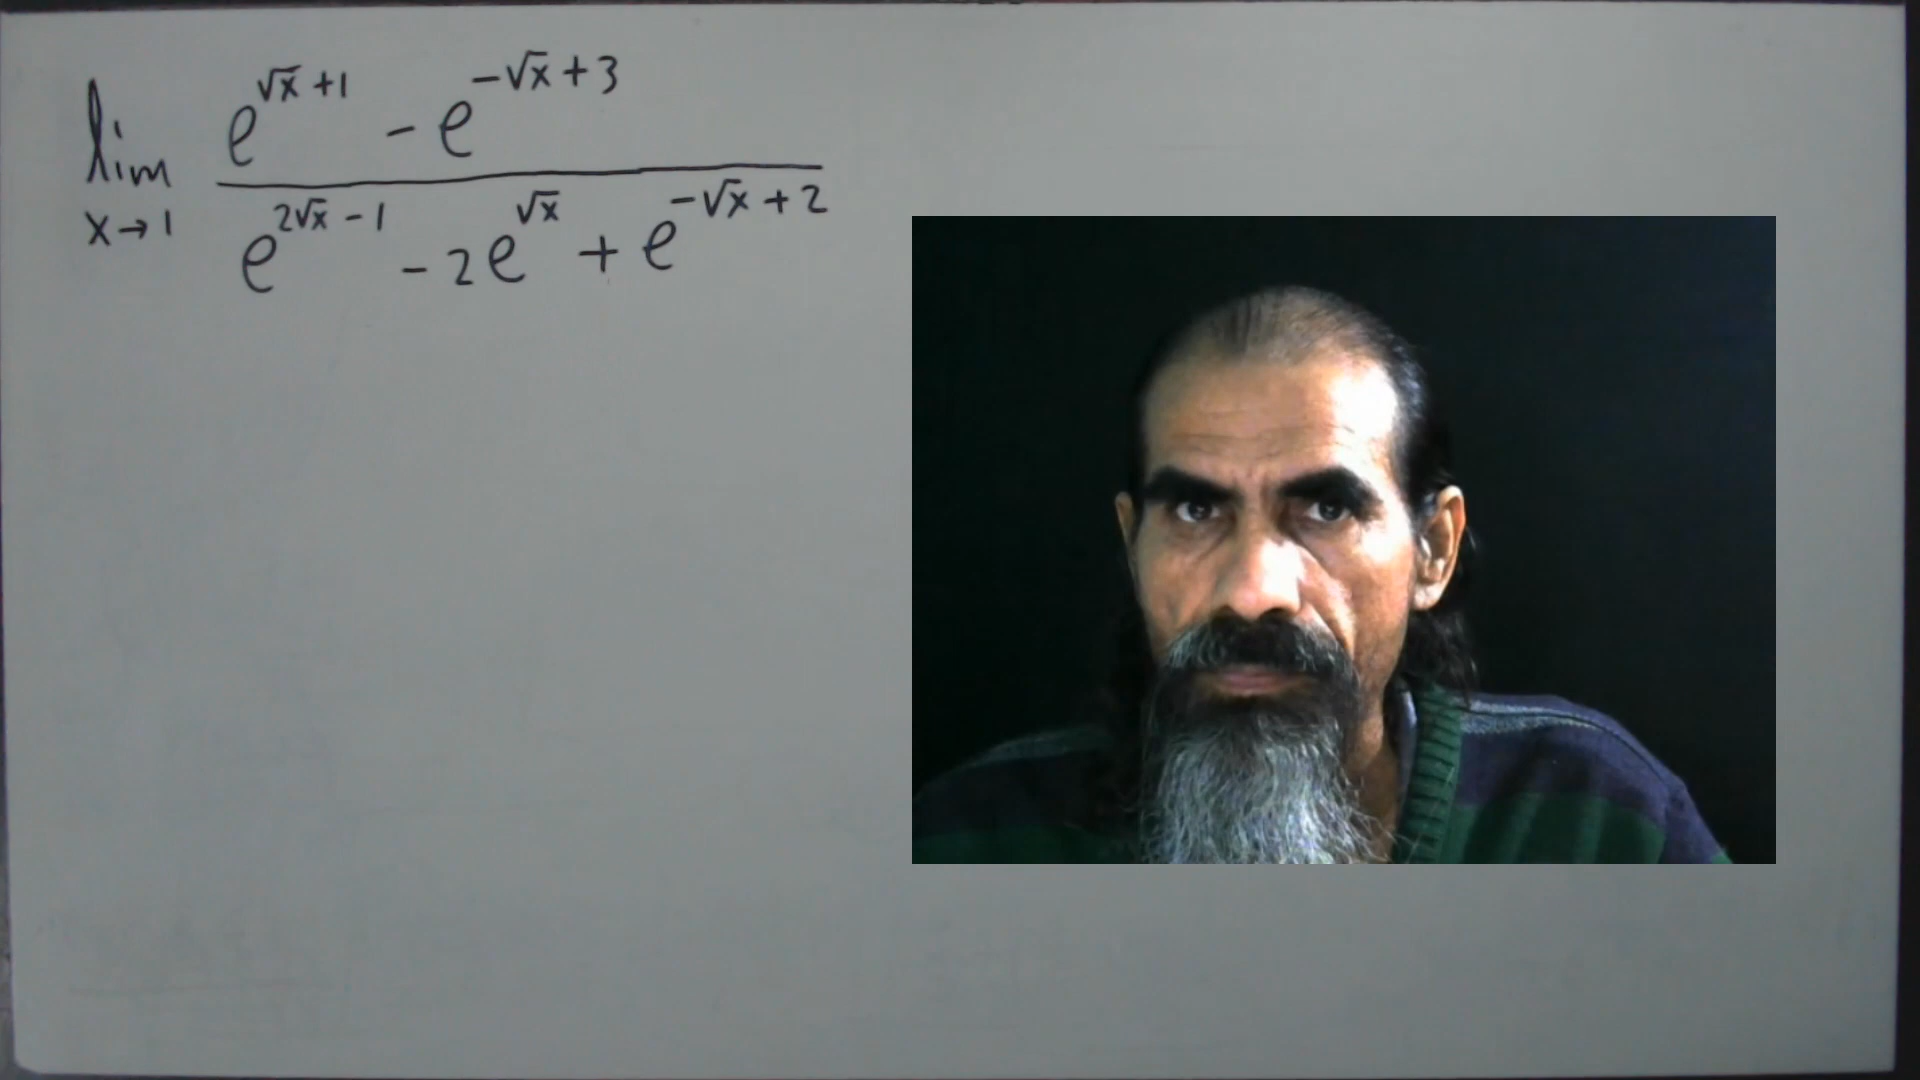 lim e^{√x + 1} - e^{-√x + 3}
x→1 e^{2√x - 1} - 2e^{√x} + e^{-√x + 2}